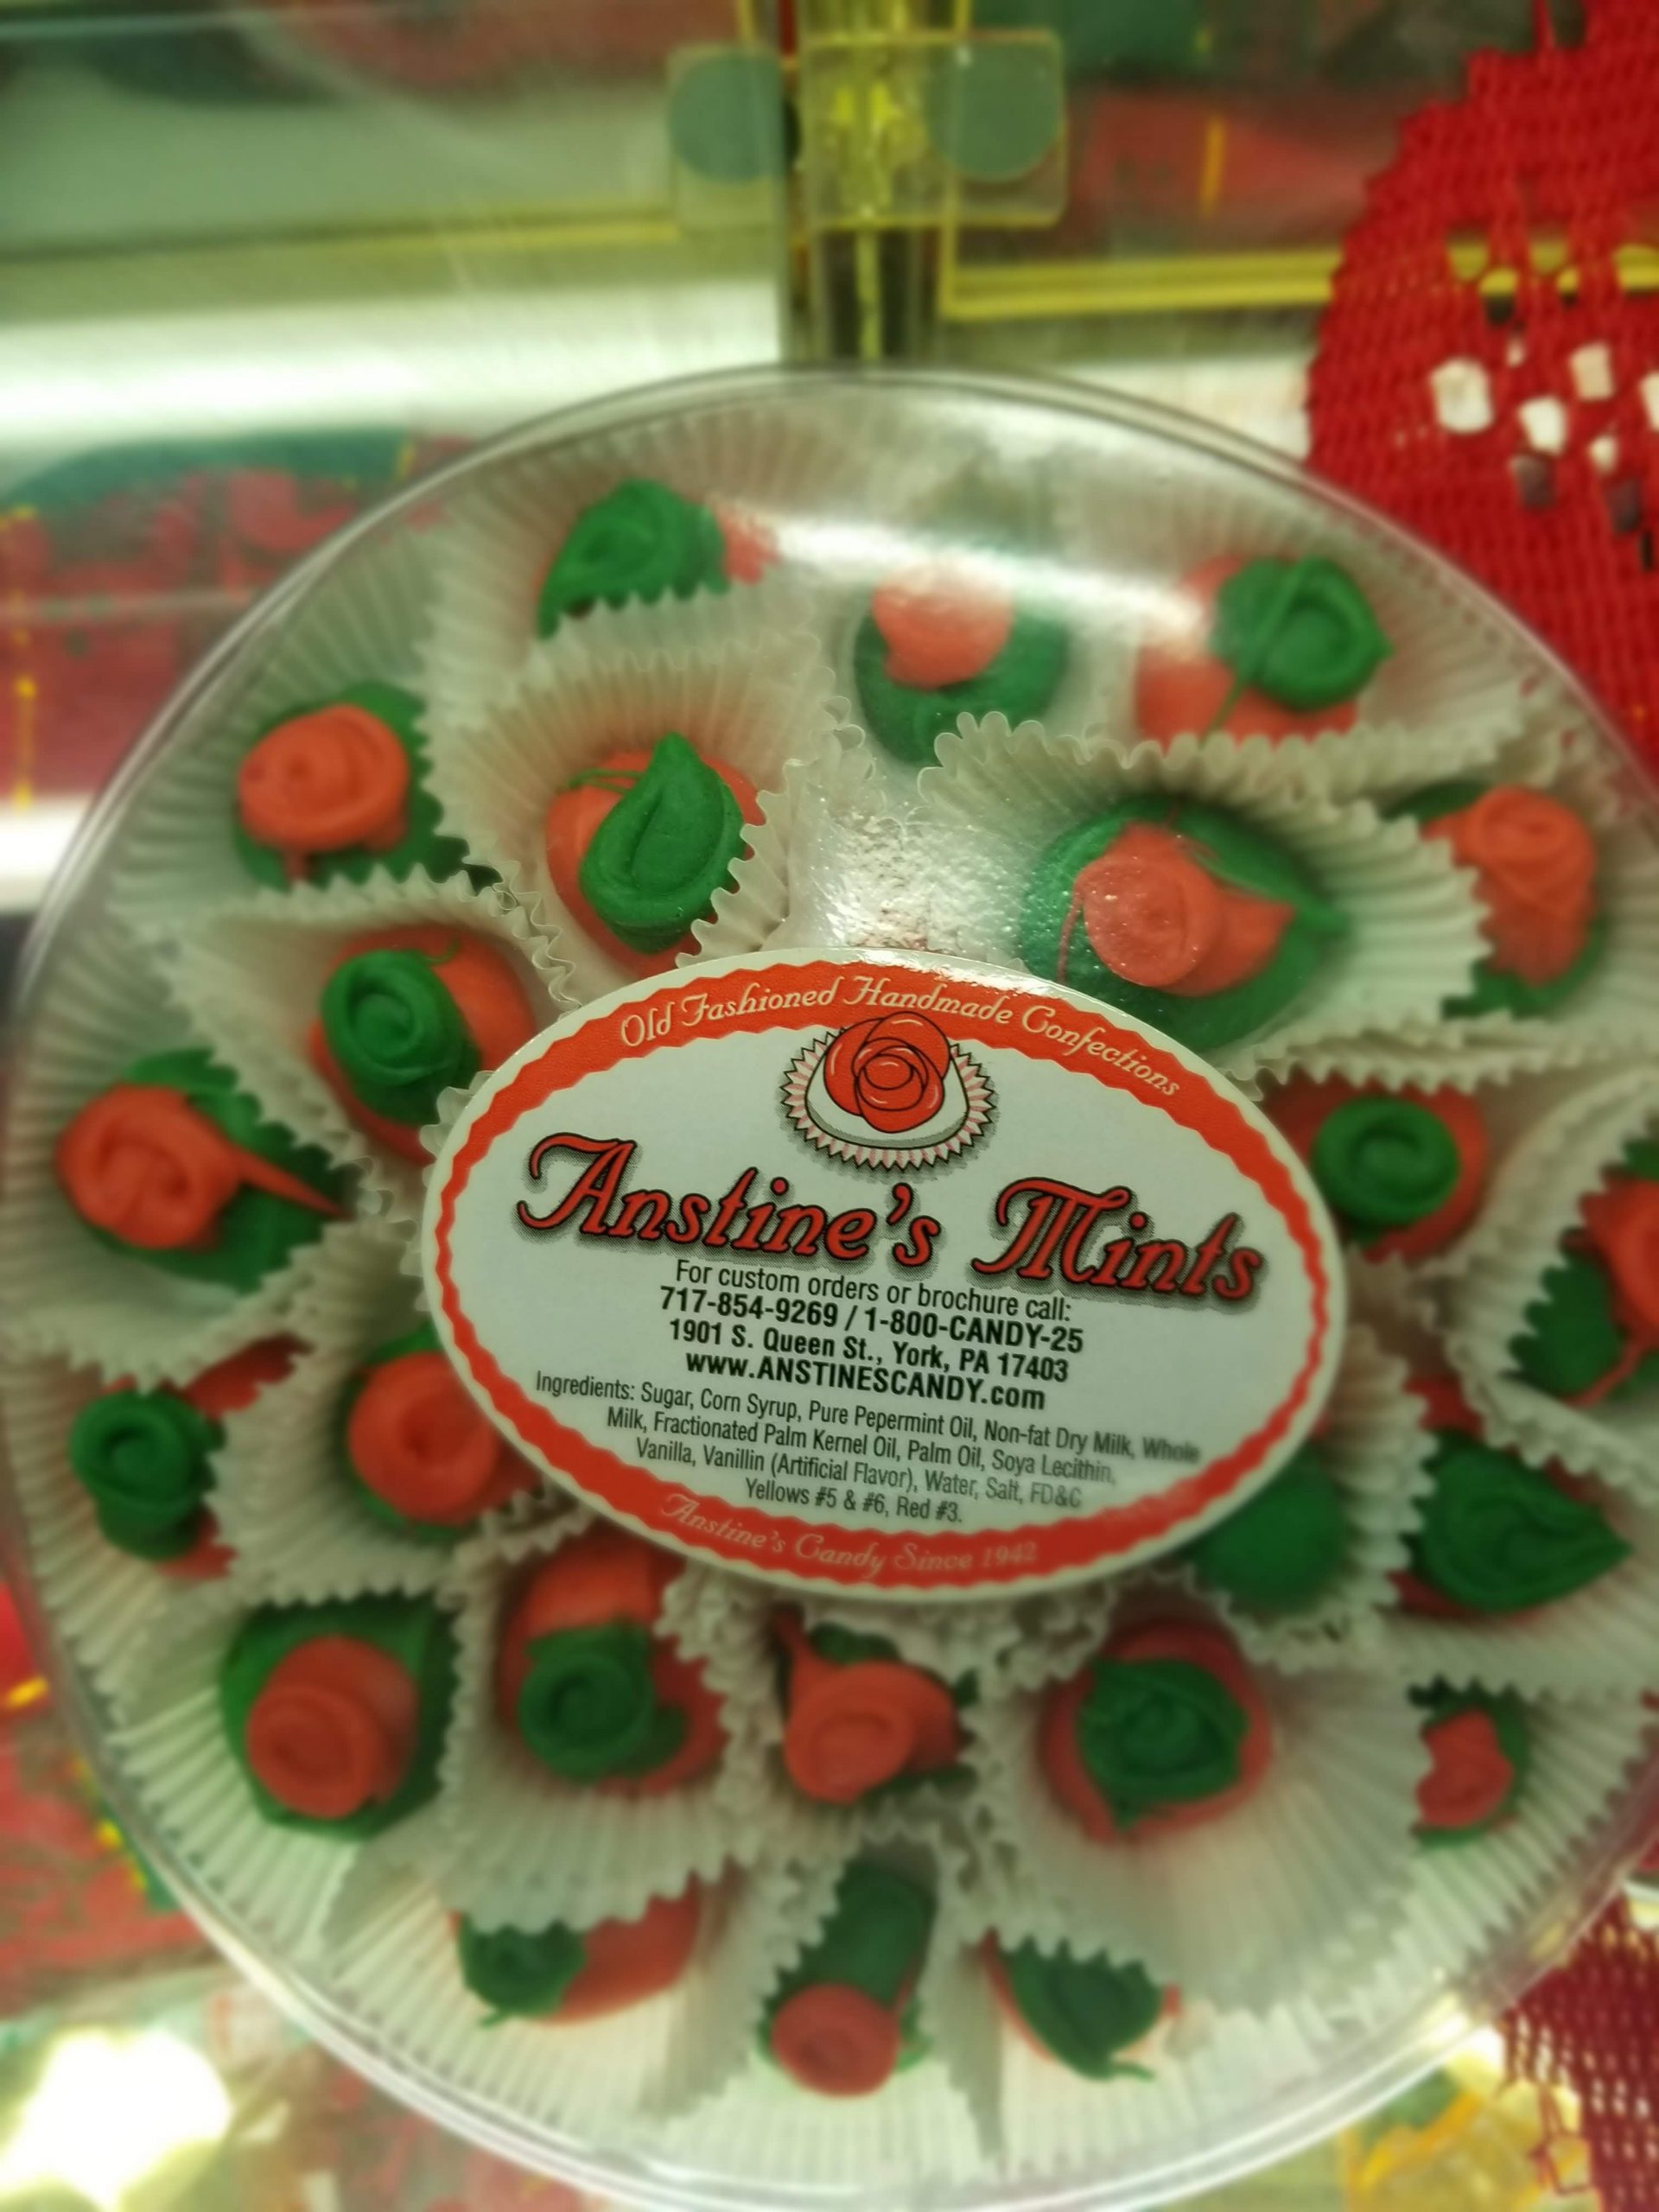 Old Fashioned Handmade Confections
Anstine's Mints
For custom orders or brochure call:
717-854-9269 / 1-800-CANDY-25
1901 S. Queen St., York, PA 17403
www.ANSTINESCANDY.com
Ingredients: Sugar, Corn Syrup, Pure Pepermint Oil, Non-fat Dry Milk, Whole
Milk, Fractionated Palm Kernel Oil, Palm Oil, Soya Lecithin,
Vanilla, Vanillin (Artificial Flavor), Water, Salt, FD&C
Yellows #5 & #6, Red #3.
Anstine's Candy Since 1942